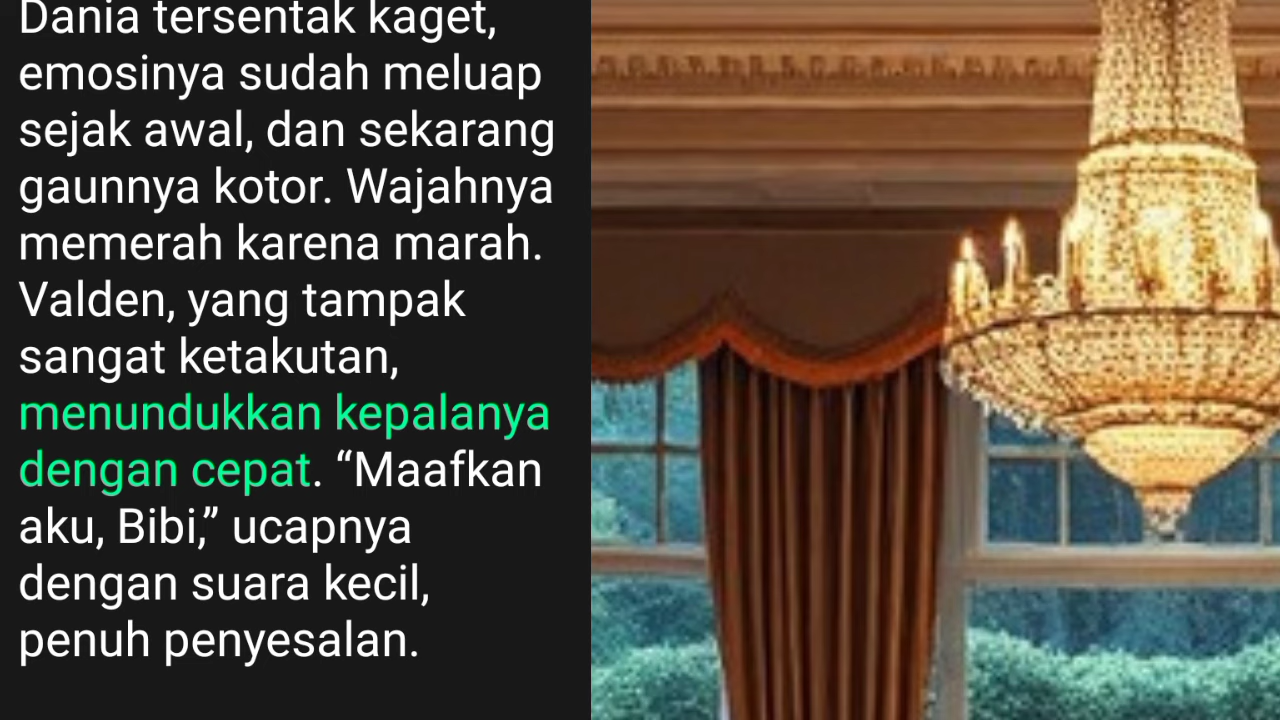 Dania tersentak kaget,
emosinya sudah meluap
sejak awal, dan sekarang
gaunnya kotor. Wajahnya
memerah karena marah.
Valden, yang tampak
sangat ketakutan,
menundukkan kepalanya
dengan cepat. “Maafkan
aku, Bibi,” ucapnya
dengan suara kecil,
penuh penyesalan.